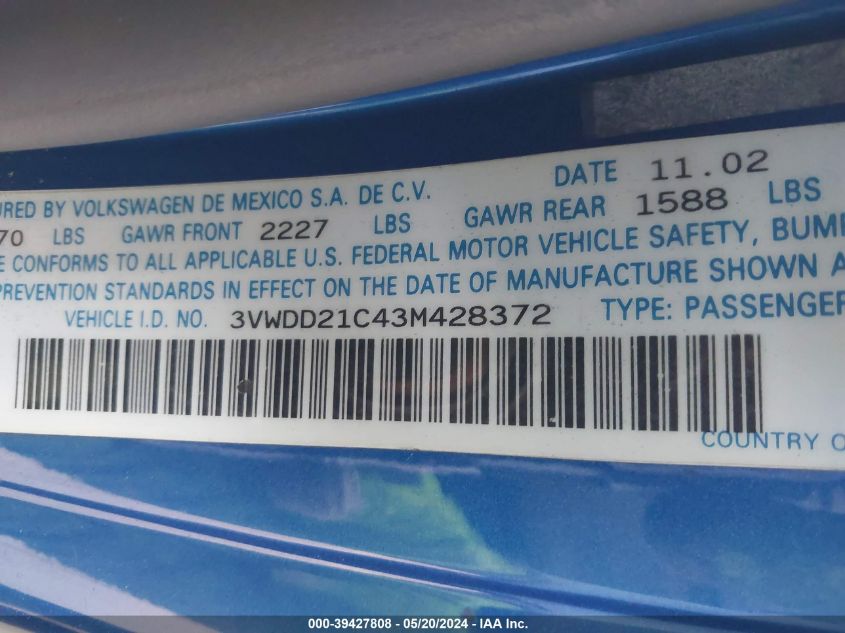 DATE 11.02
URED BY VOLKSWAGEN DE MEXICO S.A. DE C.V.
70 LBS GAWR FRONT 2227 LBS GAWR REAR 1588 LBS
E CONFORMS TO ALL APPLICABLE U.S. FEDERAL MOTOR VEHICLE SAFETY, BUMP
PREVENTION STANDARDS IN EFFECT ON THE DATE OF MANUFACTURE SHOWN A
VEHICLE I.D. NO. 3VWDD21C43M428372 TYPE: PASSENGER
COUNTRY O
000-39427808 - 05/20/2024 - IAA Inc.